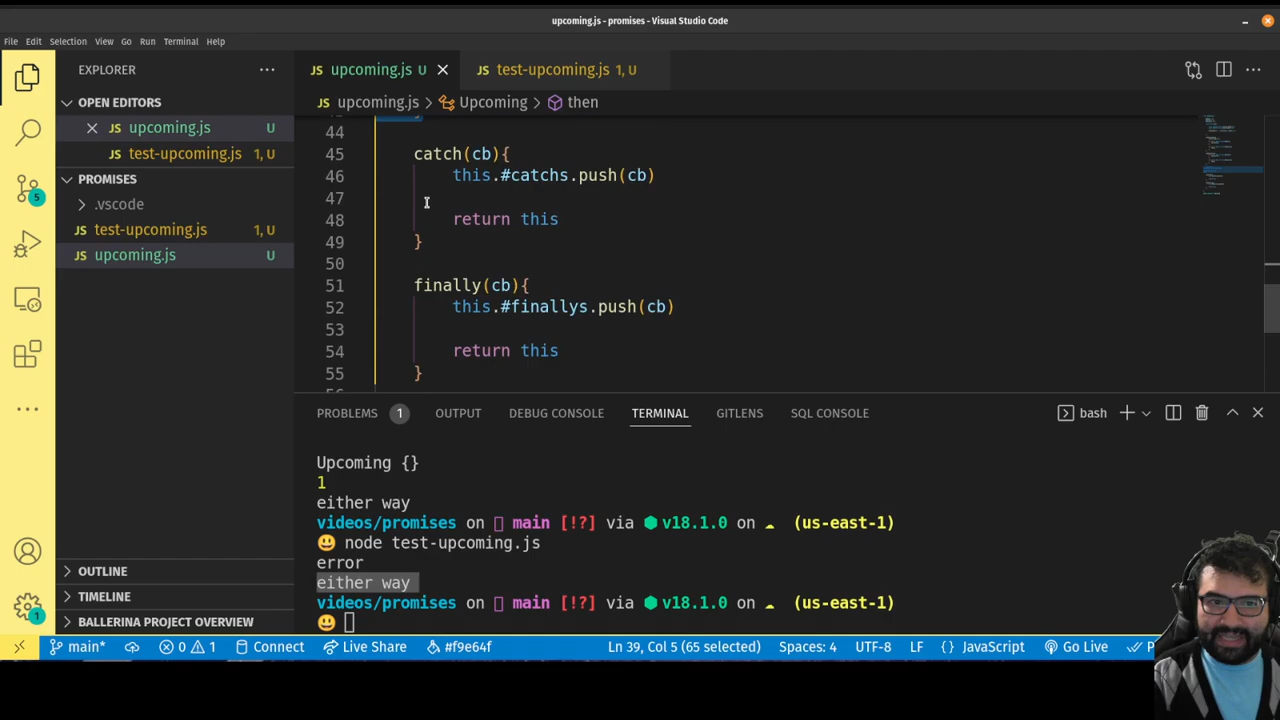 upcoming.js - promises - Visual Studio Code
File Edit Selection View Go Run Terminal Help
EXPLORER
OPEN EDITORS
upcoming.js U
test-upcoming.js 1, U
PROMISES
.vscode
test-upcoming.js 1, U
upcoming.js U
OUTLINE
TIMELINE
BALLERINA PROJECT OVERVIEW
5
1
upcoming.js U
test-upcoming.js 1, U
upcoming.js > Upcoming > then
44
45 catch(cb){
46 this.#catchs.push(cb)
47
48 return this
49 }
50
51 finally(cb){
52 this.#finallys.push(cb)
53
54 return this
55 }
PROBLEMS 1 OUTPUT DEBUG CONSOLE TERMINAL GITLENS SQL CONSOLE bash
Upcoming {}
1
either way
videos/promises on main [!?] via v18.1.0 on (us-east-1)
node test-upcoming.js
error
either way
videos/promises on main [!?] via v18.1.0 on (us-east-1)
main* 0 1 Connect Live Share #f9e64f Ln 39, Col 5 (65 selected) Spaces: 4 UTF-8 LF {} JavaScript Go Live